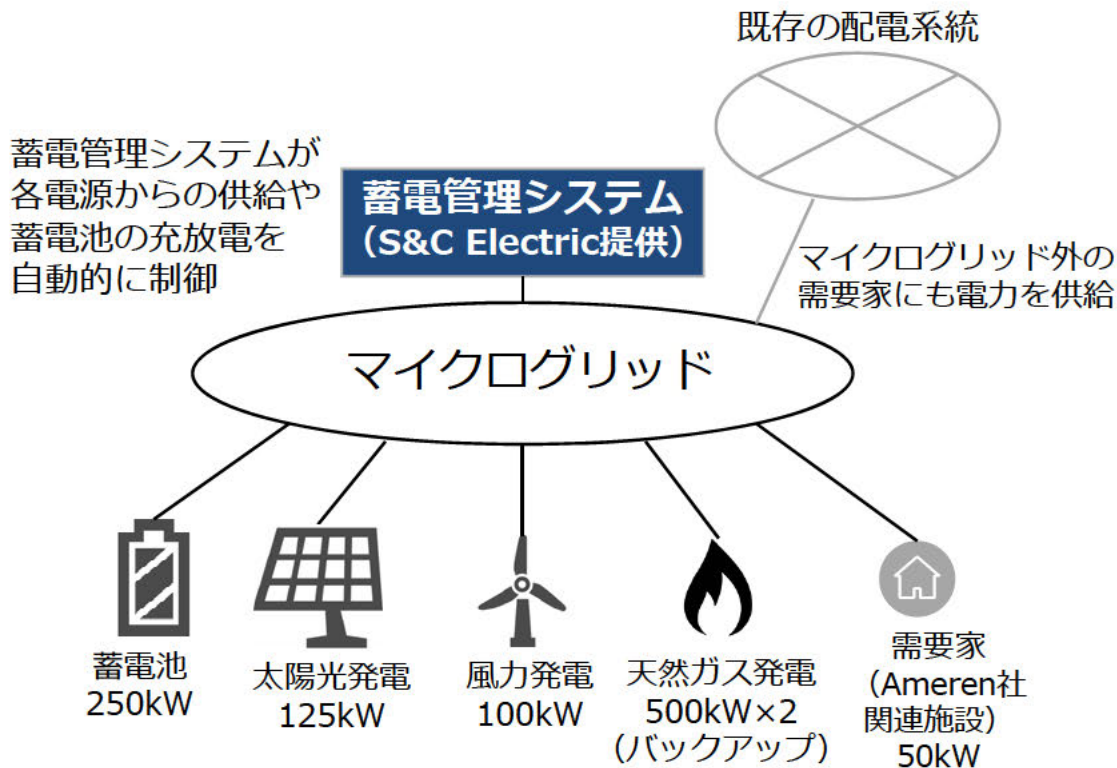 既存の配電系統
蓄電管理システムが
各電源からの供給や
蓄電池の充放電を
自動的に制御
蓄電管理システム
（S&C Electric提供）
マイクログリッド外の
需要家にも電力を供給
マイクログリッド
蓄電池
250kW
太陽光発電
125kW
風力発電
100kW
天然ガス発電
500kW×2
（バックアップ）
需要家
（Ameren社
関連施設）
50kW